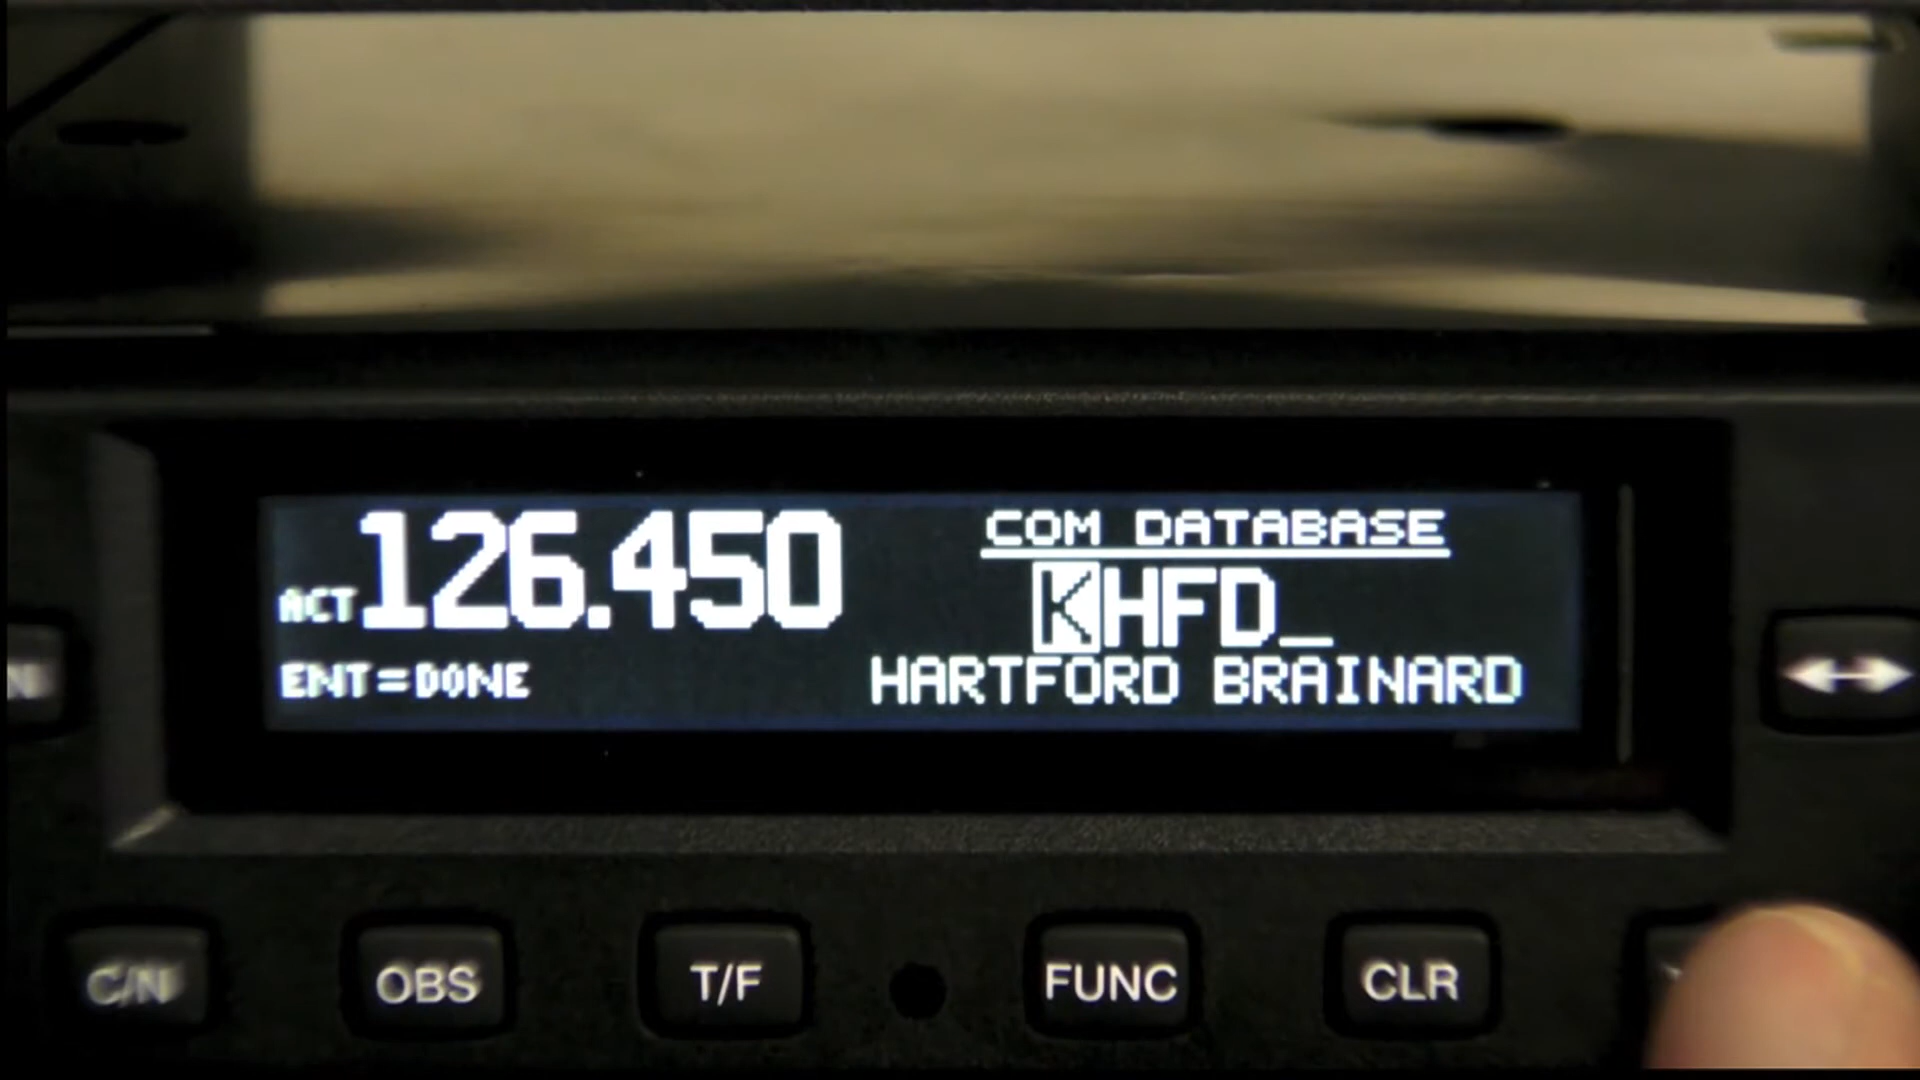 ACT 126.450
ENT=DONE
COM DATABASE
KHFD_
HARTFORD BRAINARD
C/N
OBS
T/F
FUNC
CLR